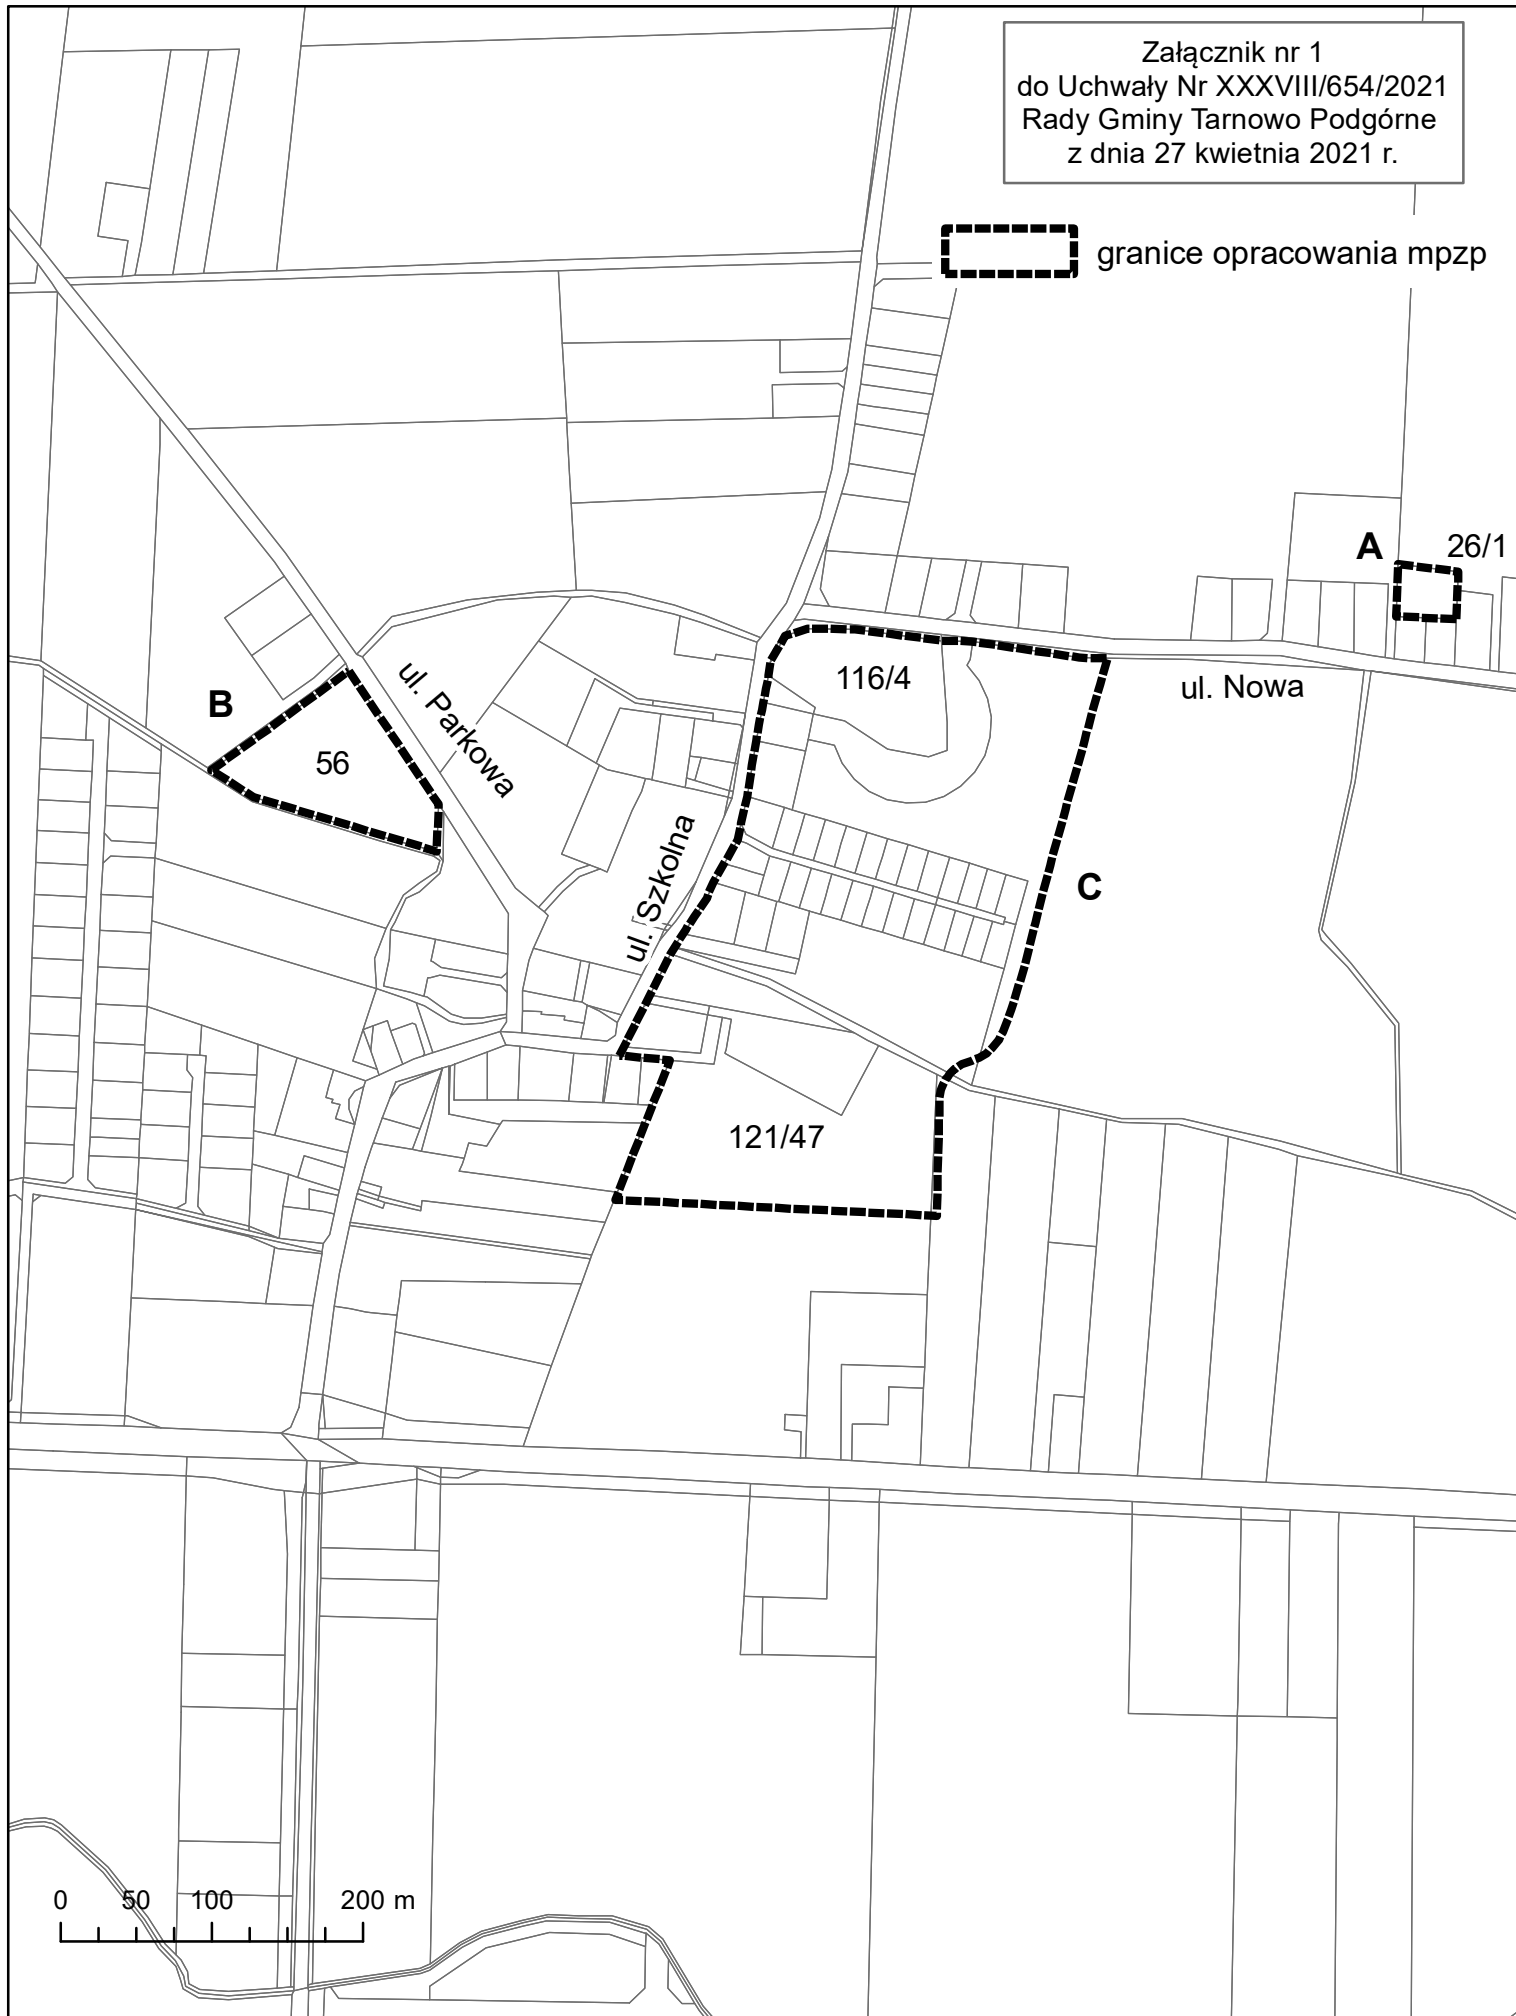 Załącznik nr 1
do Uchwały Nr XXXVIII/654/2021
Rady Gminy Tarnowo Podgórne
z dnia 27 kwietnia 2021 r.
granice opracowania mpzp
A
26/1
116/4
ul. Nowa
B
56
ul. Parkowa
ul. Szkolna
C
121/47
0 50 100 200 m